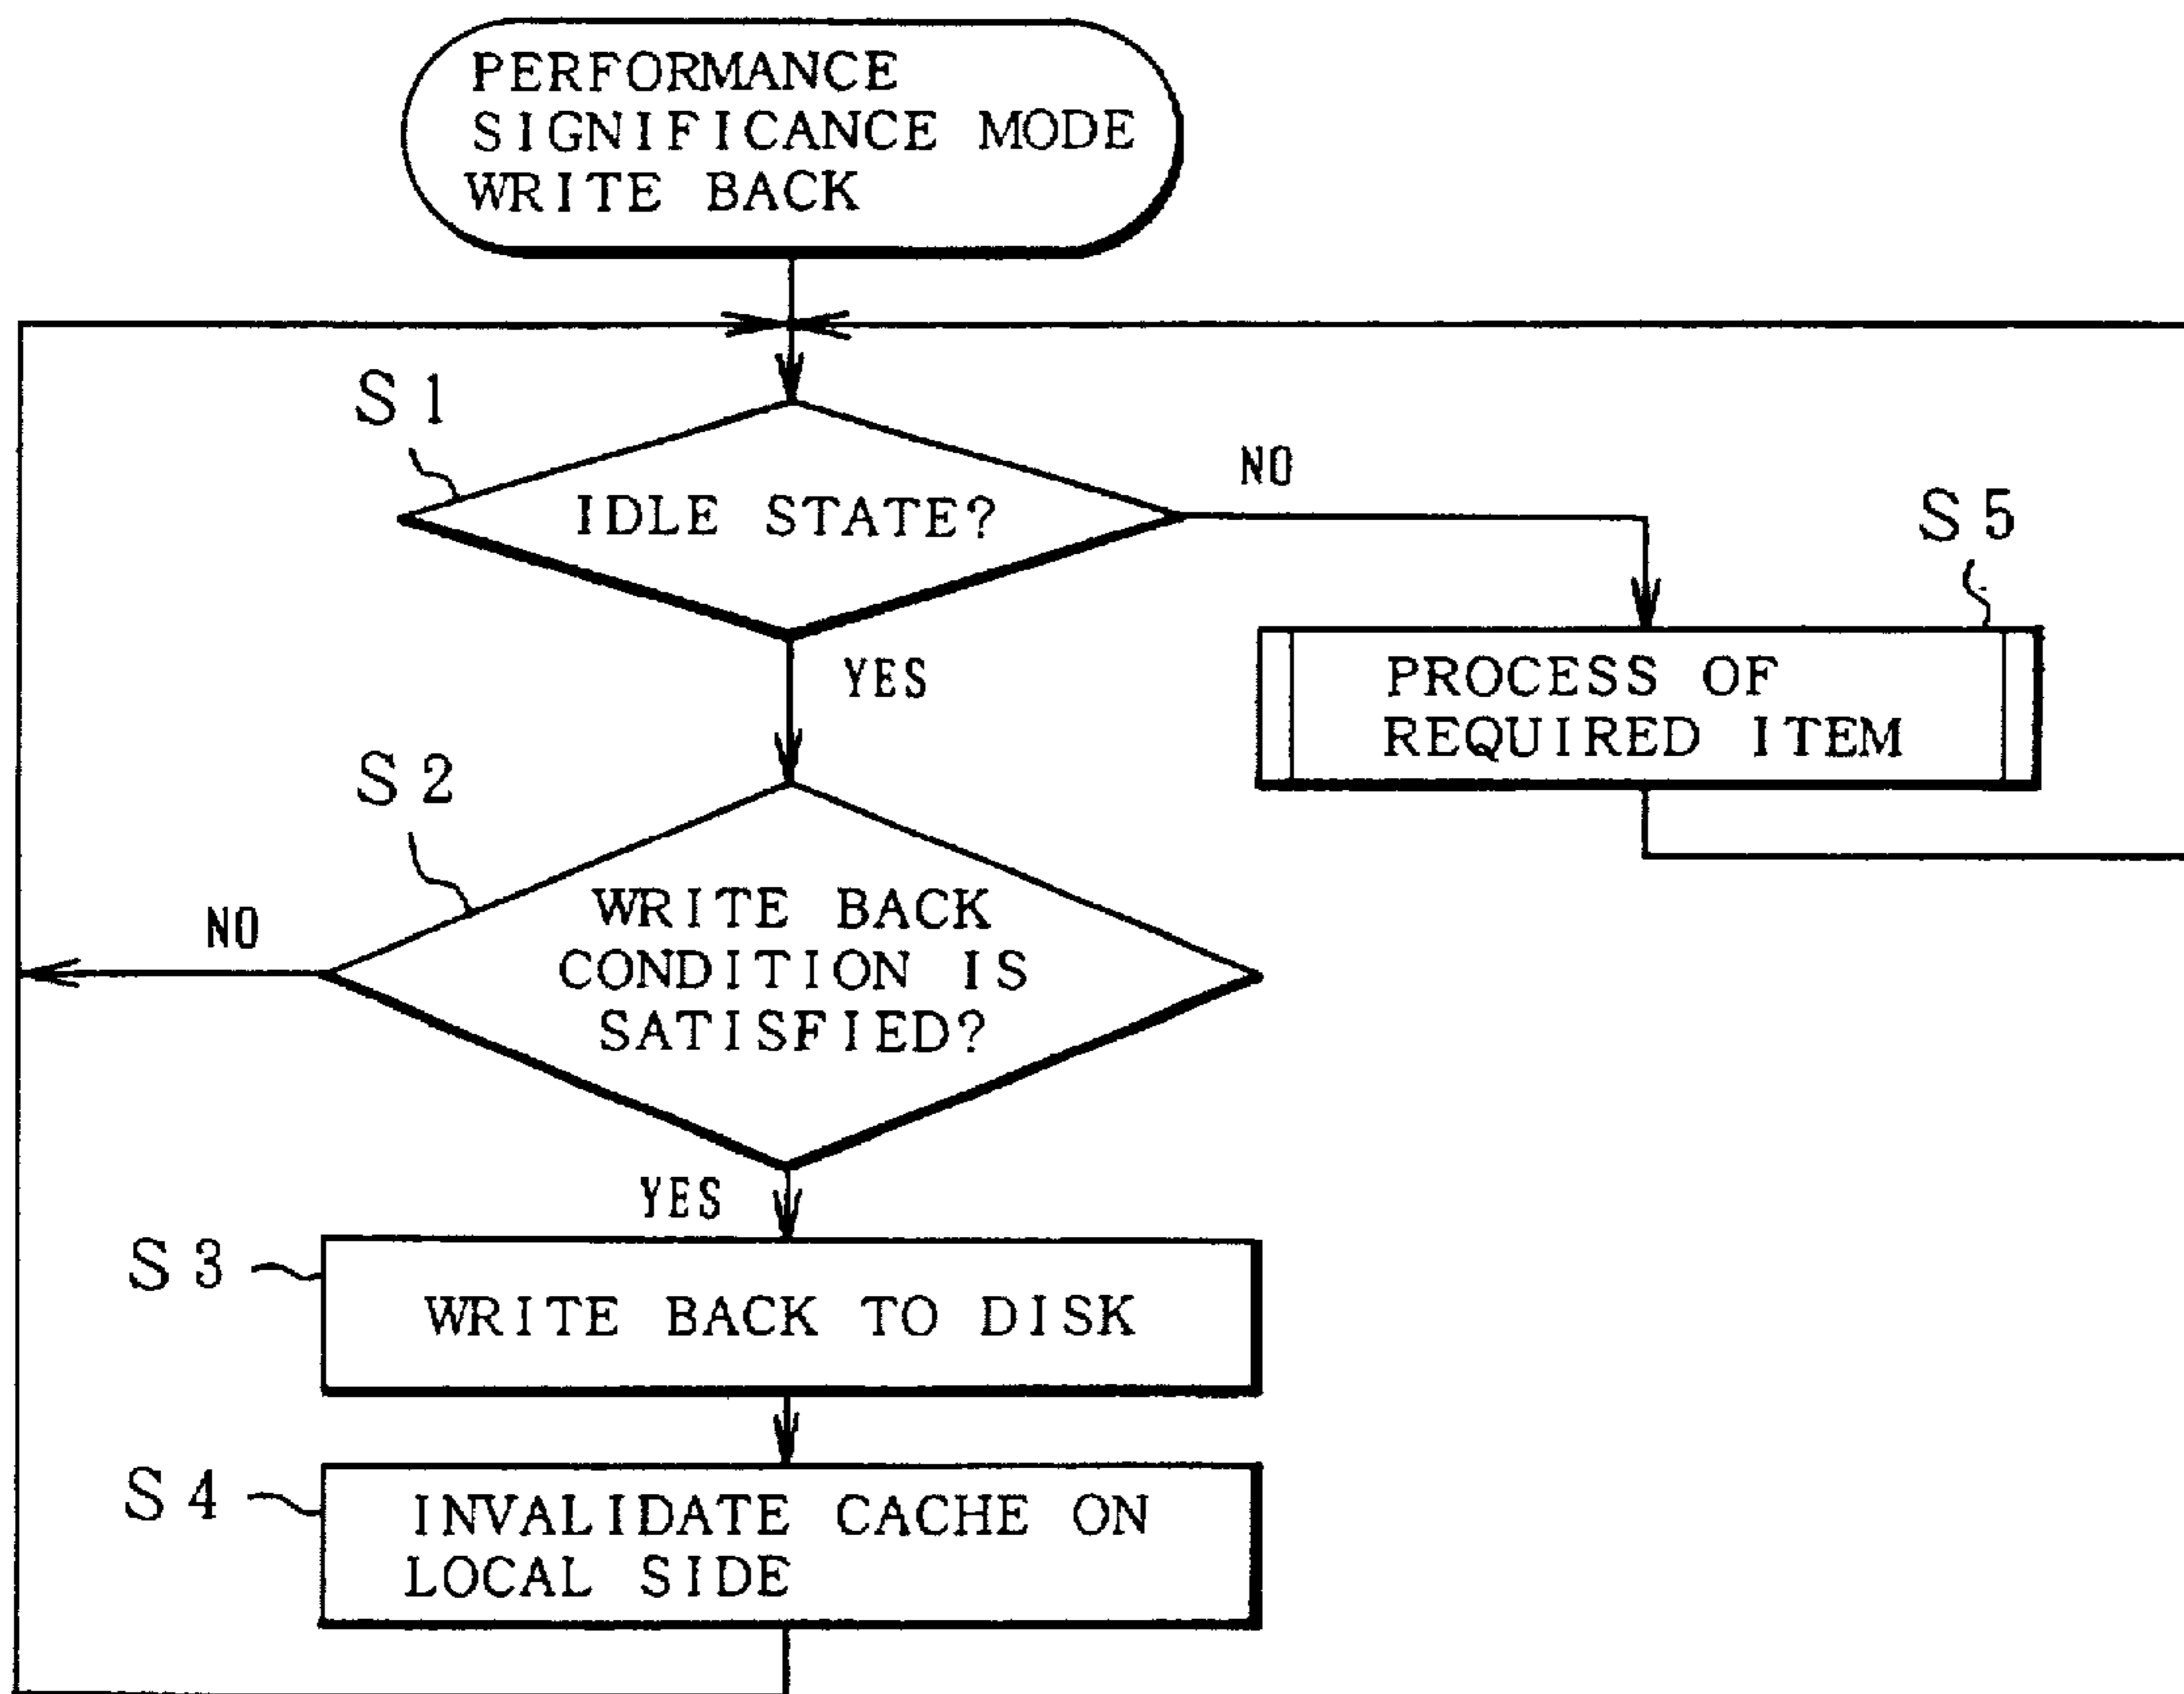 PERFORMANCE
SIGNIFICANCE MODE
WRITE BACK
S1
IDLE STATE?
NO
YES
S5
PROCESS OF
REQUIRED ITEM
S2
WRITE BACK
CONDITION IS
SATISFIED?
NO
YES
S3
WRITE BACK TO DISK
S4
INVALIDATE CACHE ON
LOCAL SIDE